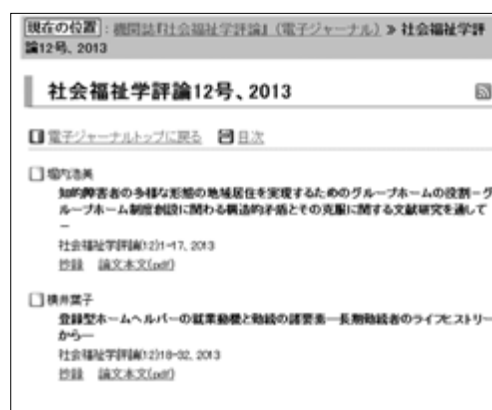 現在の位置 : 機関誌『社会福祉学評論』（電子ジャーナル） » 社会福祉学評
論12号、2013
社会福祉学評論12号、2013
電子ジャーナルトップに戻る 目次
堀内浩美
知的障害者の多様な形態の地域居住を実現するためのグループホームの役割－グ
ループホーム制度創設に関わる構造的矛盾とその克服に関する文献研究を通して
－
社会福祉学評論(12)1-17, 2013
抄録 論文本文(pdf)
横井葉子
登録型ホームヘルパーの就業動機と勤続の諸要素―長期勤続者のライフヒストリー
から―
社会福祉学評論(12)18-32, 2013
抄録 論文本文(pdf)